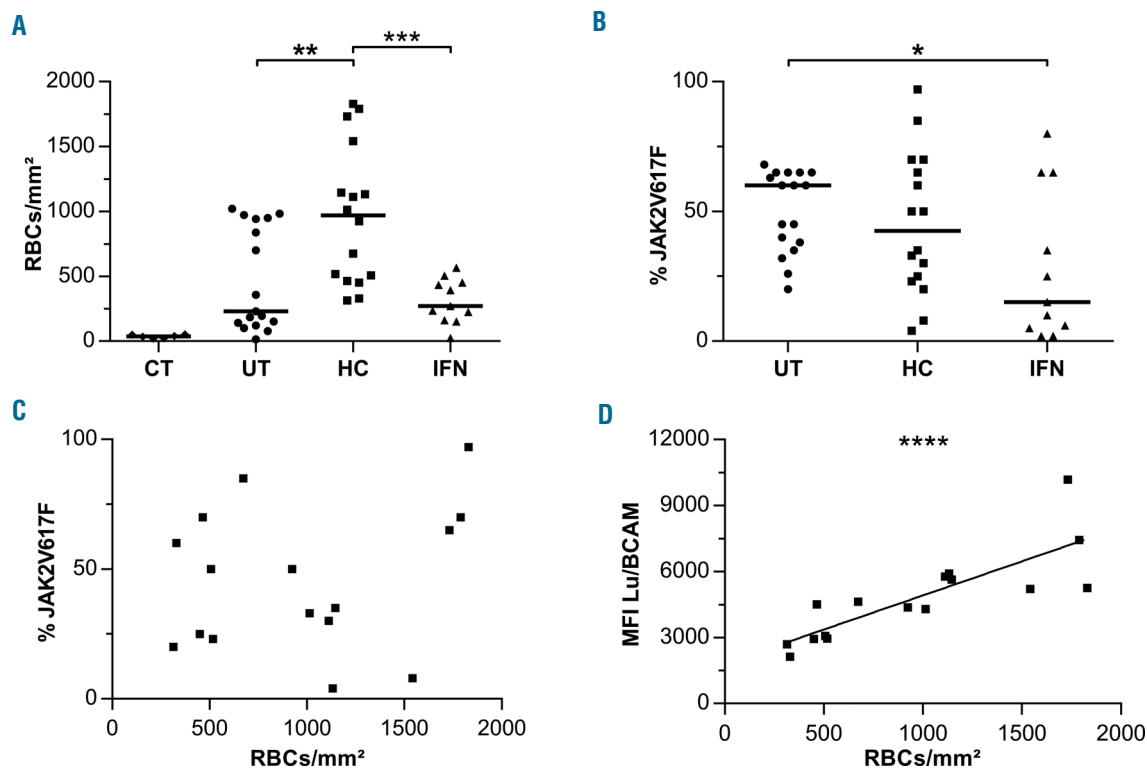 A
**
***
2000
1500
1000
500
0
RBCs/mm²
CT UT HC IFN
B
*
100
50
0
% JAK2V617F
UT HC IFN
C
100
50
0
% JAK2V617F
0 500 1000 1500 2000
RBCs/mm²
D
****
12000
9000
6000
3000
0
MFI Lu/BCAM
0 500 1000 1500 2000
RBCs/mm²